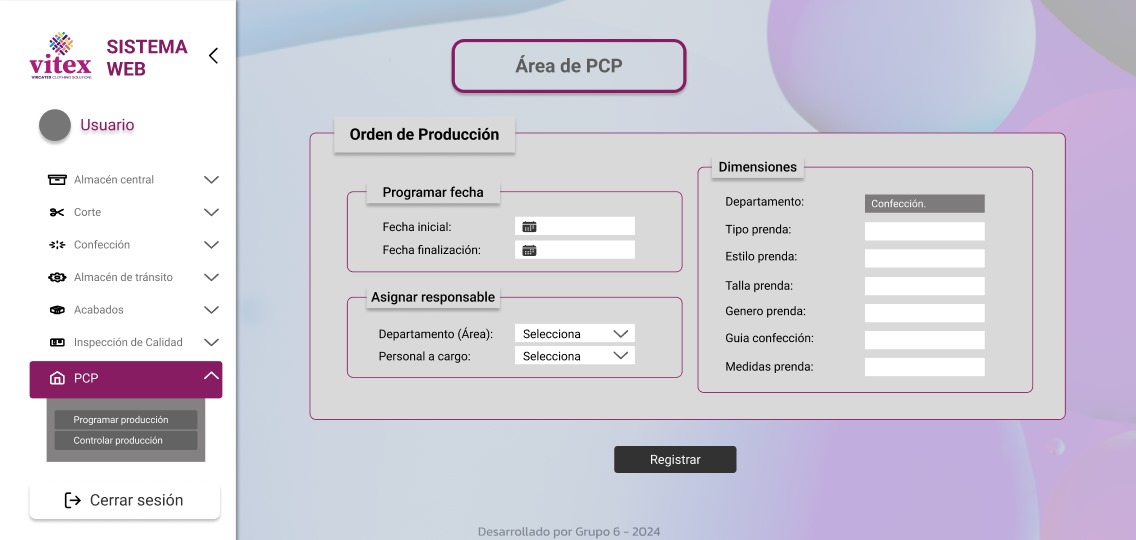 vitex
SISTEMA
WEB
Usuario
Almacén central
Corte
Confección
Almacén de tránsito
Acabados
Inspección de Calidad
PCP
Programar producción
Controlar producción
Cerrar sesión
Área de PCP
Orden de Producción
Programar fecha
Fecha inicial:
Fecha finalización:
Asignar responsable
Departamento (Área): Selecciona
Personal a cargo: Selecciona
Dimensiones
Departamento: Confección.
Tipo prenda:
Estilo prenda:
Talla prenda:
Genero prenda:
Guia confección:
Medidas prenda:
Registrar
Desarrollado por Grupo 6 - 2024